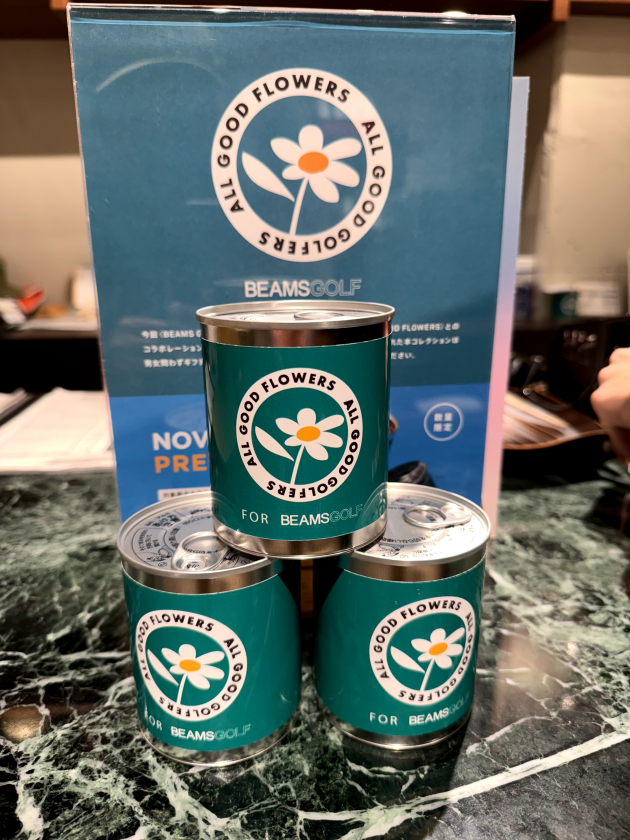 ALL GOOD FLOWERS
ALL GOOD GOLFERS
BEAMSGOLF
今回〈BEAMS
FLOWERS〉との
コラボレーション
本コレクションは
男女問わずギフ
ださい。
数量
限定
NOV
PRE
ALL GOOD FLOWERS
ALL GOOD GOLFERS
FOR BEAMSGOLF
ALL GOOD FLOWERS
ALL GOOD GOLFERS
FOR BEAMSGOLF
ALL GOOD FLOWERS
ALL GOOD GOLFERS
FOR BEAMSGOLF